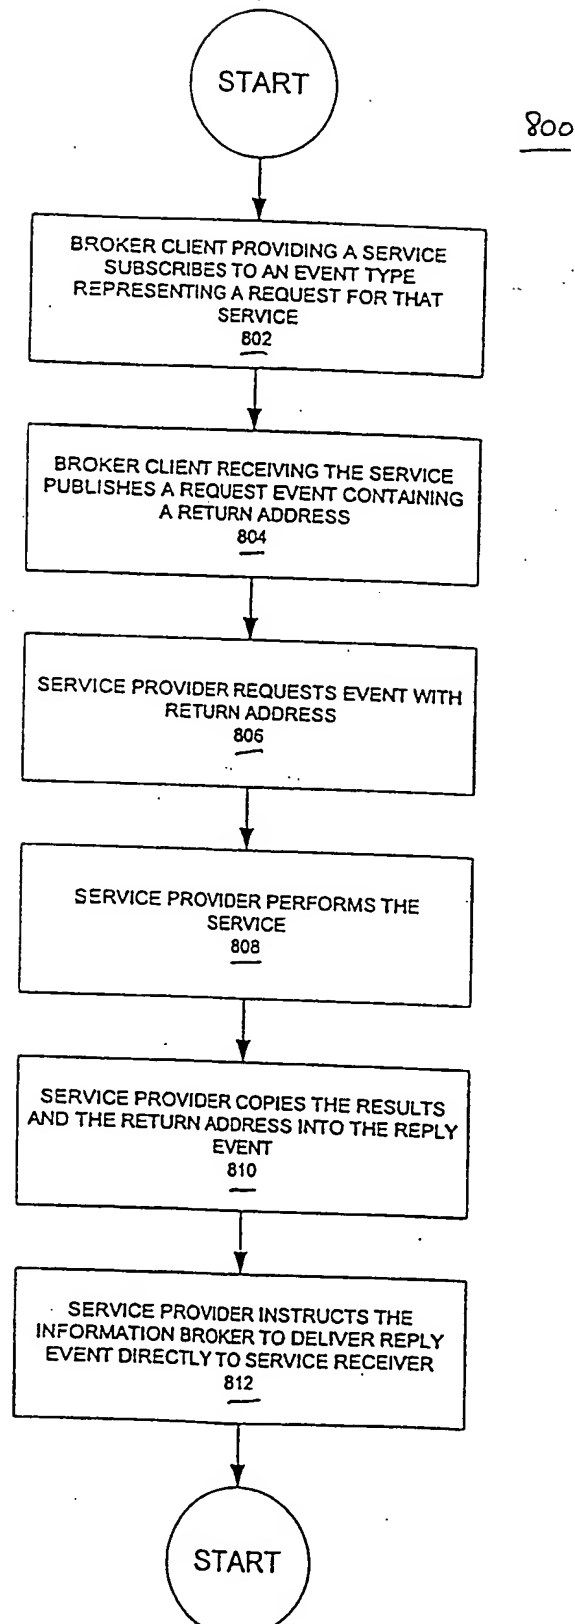 START
800
BROKER CLIENT PROVIDING A SERVICE
SUBSCRIBES TO AN EVENT TYPE
REPRESENTING A REQUEST FOR THAT
SERVICE
802
BROKER CLIENT RECEIVING THE SERVICE
PUBLISHES A REQUEST EVENT CONTAINING
A RETURN ADDRESS
804
SERVICE PROVIDER REQUESTS EVENT WITH
RETURN ADDRESS
806
SERVICE PROVIDER PERFORMS THE
SERVICE
808
SERVICE PROVIDER COPIES THE RESULTS
AND THE RETURN ADDRESS INTO THE REPLY
EVENT
810
SERVICE PROVIDER INSTRUCTS THE
INFORMATION BROKER TO DELIVER REPLY
EVENT DIRECTLY TO SERVICE RECEIVER
812
START